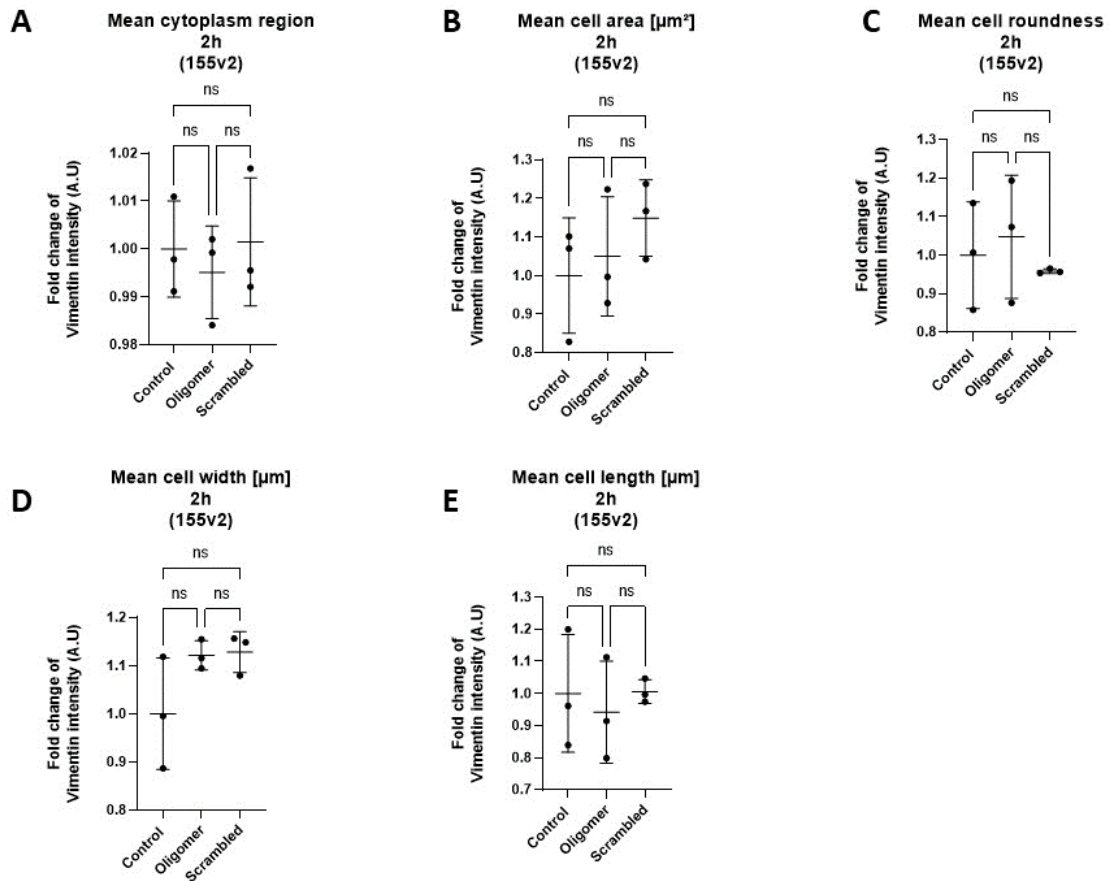 A
Mean cytoplasm region
2h
(155v2)
ns
ns
ns
1.02
1.01
1.00
0.99
0.98
Fold change of
Vimentin intensity (A.U)
Control
Oligomer
Scrambled
B
Mean cell area [µm²]
2h
(155v2)
ns
ns
ns
1.3
1.2
1.1
1.0
0.9
0.8
Fold change of
Vimentin intensity (A.U)
Control
Oligomer
Scrambled
C
Mean cell roundness
2h
(155v2)
ns
ns
ns
1.3
1.2
1.1
1.0
0.9
0.8
Fold change of
Vimentin intensity (A.U)
Control
Oligomer
Scrambled
D
Mean cell width [µm]
2h
(155v2)
ns
ns
ns
1.2
1.1
1.0
0.9
0.8
Fold change of
Vimentin intensity (A.U)
Control
Oligomer
Scrambled
E
Mean cell length [µm]
2h
(155v2)
ns
ns
ns
1.3
1.2
1.1
1.0
0.9
0.8
0.7
Fold change of
Vimentin intensity (A.U)
Control
Oligomer
Scrambled